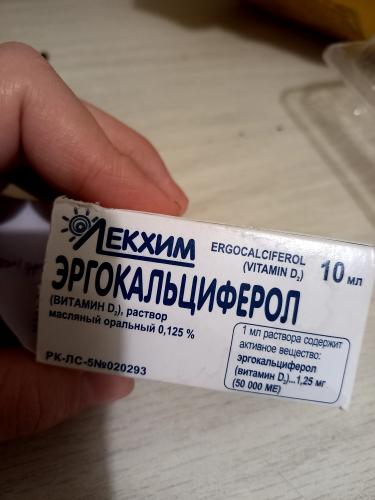 ЛЕКХИМ
ERGOCALCIFEROL
(VITAMIN D₂)
10 мл
ЭРГОКАЛЬЦИФЕРОЛ
(ВИТАМИН D₂), раствор
масляный оральный 0,125 %
РК-ЛС-5№020293
1 мл раствора содержит
активное вещество:
эргокальциферол
(витамин D₂)...1,25 мг
(50 000 МЕ)